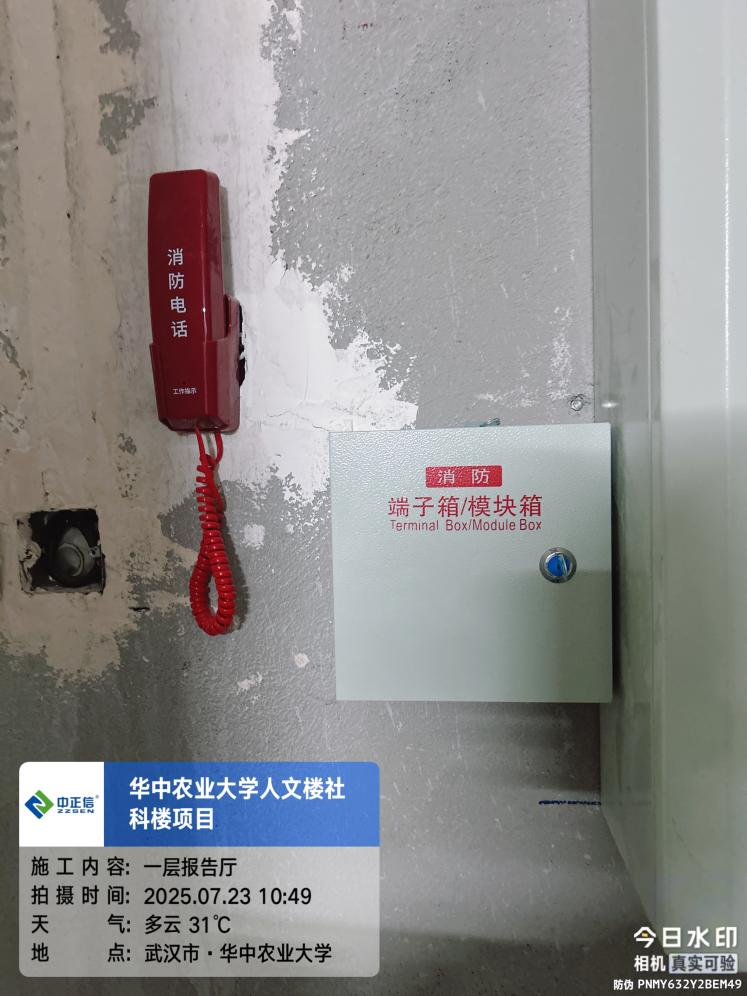 消防电话
工作指示
消防
端子箱/模块箱
Terminal Box/Module Box
中正信
ZZSEN
华中农业大学人文楼社
科楼项目
施工内容: 一层报告厅
拍摄时间: 2025.07.23 10:49
天气: 多云 31℃
地点: 武汉市·华中农业大学
今日水印
相机 真实可验
防伪 PNMY632Y2BEM49